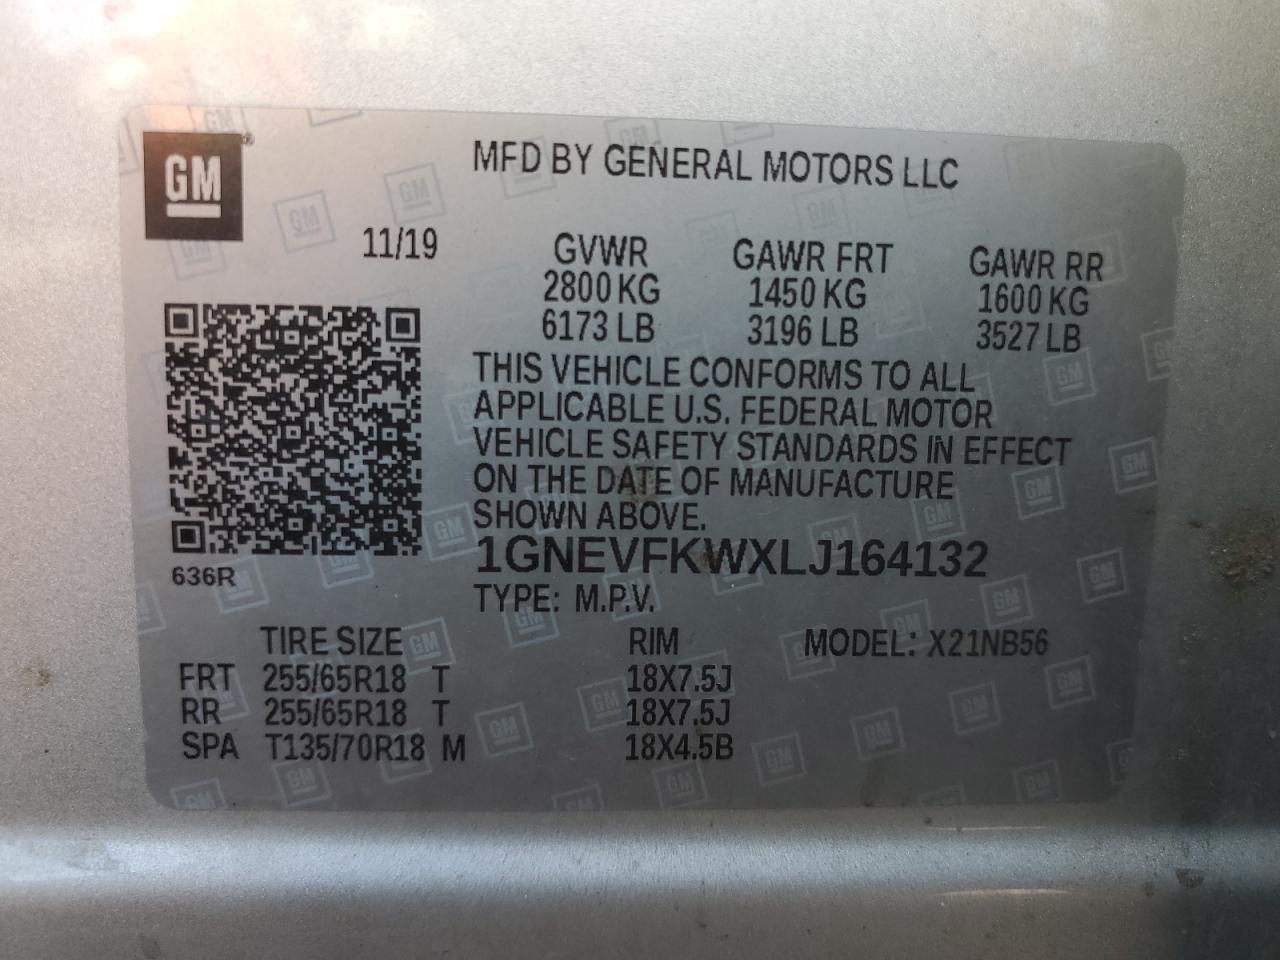 GM
MFD BY GENERAL MOTORS LLC
11/19
GVWR GAWR FRT GAWR RR
2800 KG 1450 KG 1600 KG
6173 LB 3196 LB 3527 LB
THIS VEHICLE CONFORMS TO ALL
APPLICABLE U.S. FEDERAL MOTOR
VEHICLE SAFETY STANDARDS IN EFFECT
ON THE DATE OF MANUFACTURE
SHOWN ABOVE.
636R
1GNEVFKWXLJ164132
TYPE: M.P.V.
TIRE SIZE RIM MODEL: X21NB56
FRT 255/65R18 T 18X7.5J
RR 255/65R18 T 18X7.5J
SPA T135/70R18 M 18X4.5B